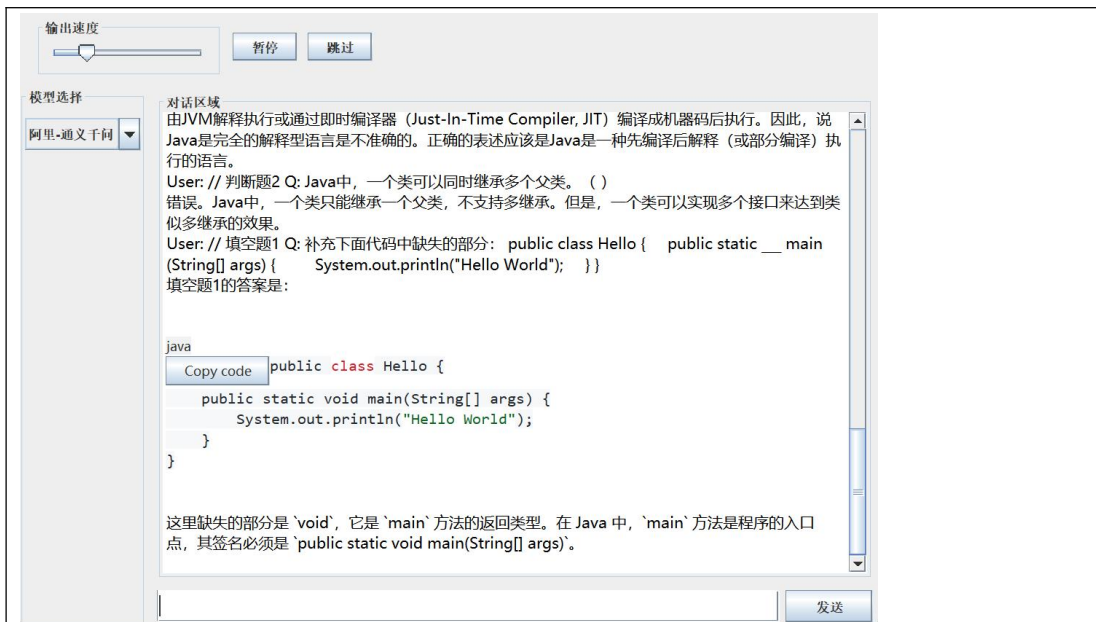 输出速度
暂停
跳过
模型选择
阿里-通义千问
对话区域
由JVM解释执行或通过即时编译器（Just-In-Time Compiler, JIT）编译成机器码后执行。因此，说
Java是完全的解释型语言是不准确的。正确的表述应该是Java是一种先编译后解释（或部分编译）执
行的语言。
User: // 判断题2 Q: Java中，一个类可以同时继承多个父类。（ ）
错误。Java中，一个类只能继承一个父类，不支持多继承。但是，一个类可以实现多个接口来达到类
似多继承的效果。
User: // 填空题1 Q: 补充下面代码中缺失的部分： public class Hello {     public static __ main
(String[] args) {         System.out.println("Hello World");     } }
填空题1的答案是：
java
Copy code
public class Hello {
    public static void main(String[] args) {
        System.out.println("Hello World");
    }
}
这里缺失的部分是 `void`，它是 `main` 方法的返回类型。在 Java 中，`main` 方法是程序的入口
点，其签名必须是 `public static void main(String[] args)`。
发送